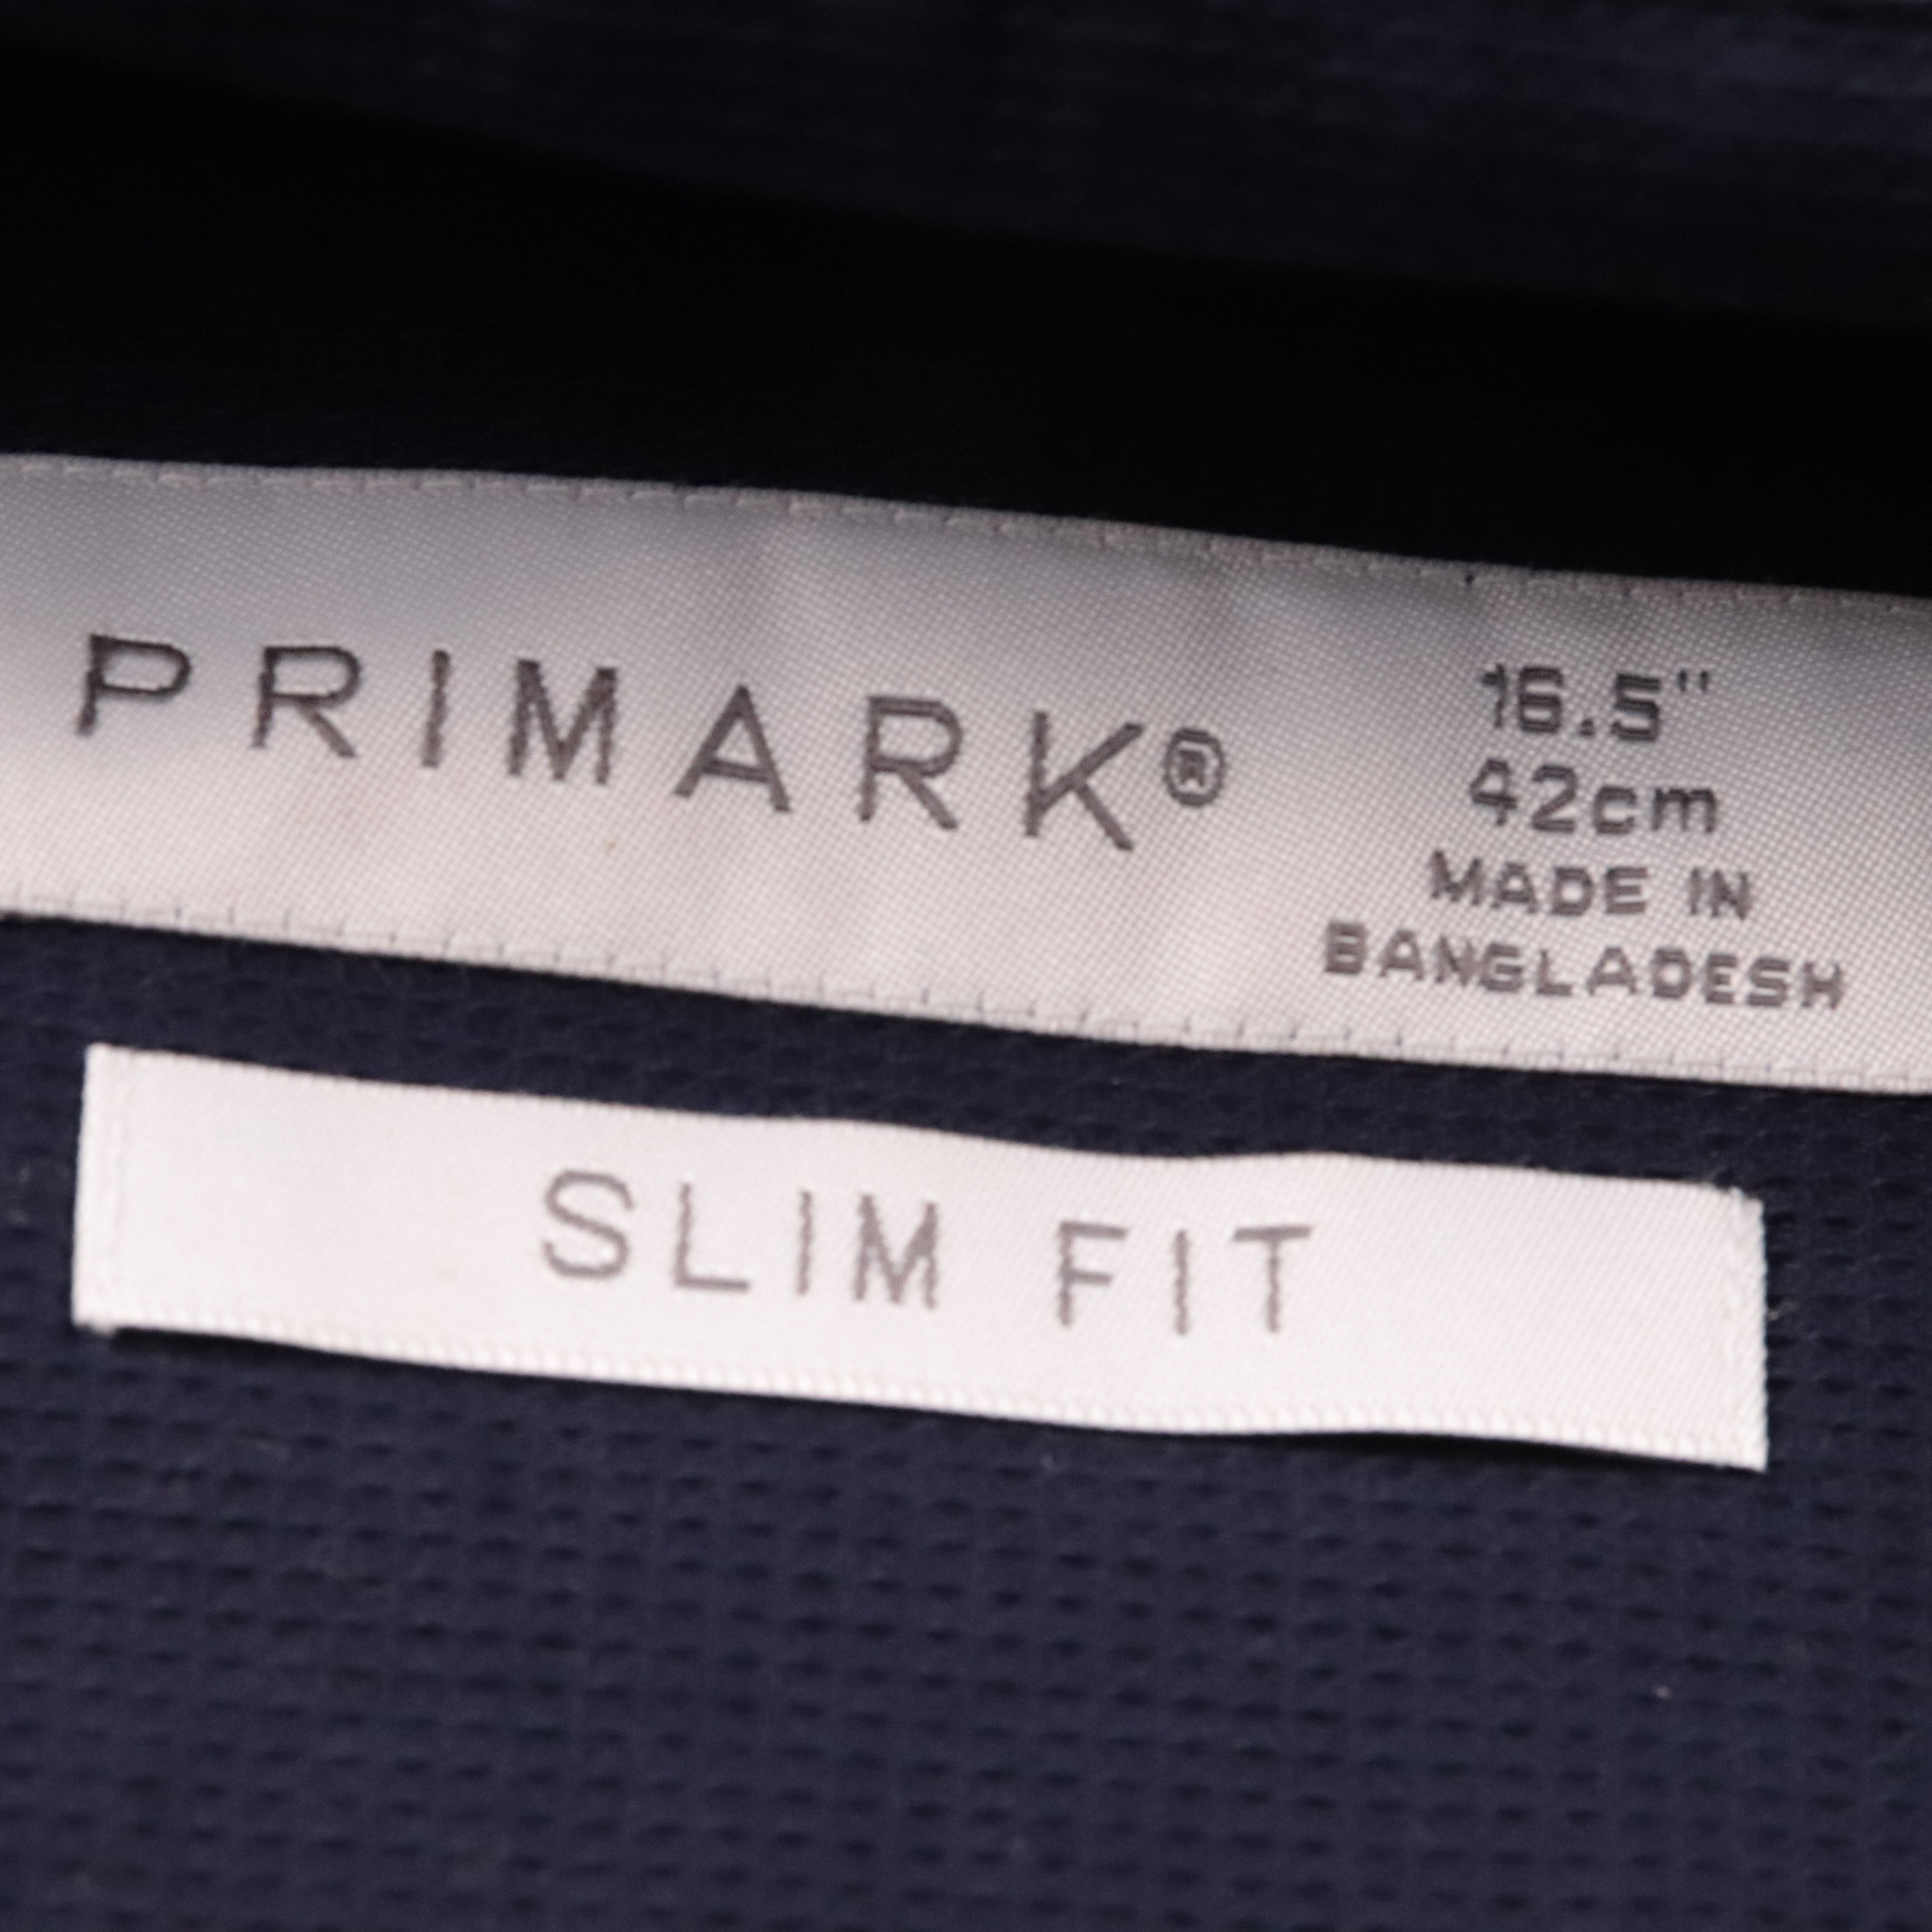 PRIMARK®
16.5"
42cm
MADE IN
BANGLADESH
SLIM FIT